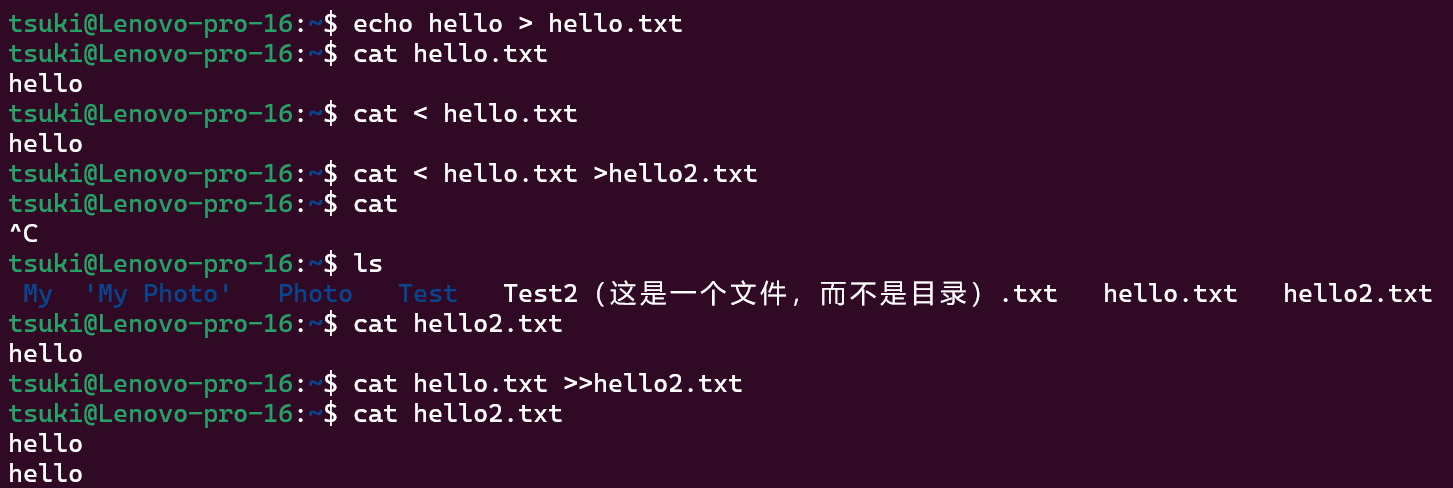 tsuki@Lenovo-pro-16:~$ echo hello > hello.txt
tsuki@Lenovo-pro-16:~$ cat hello.txt
hello
tsuki@Lenovo-pro-16:~$ cat < hello.txt
hello
tsuki@Lenovo-pro-16:~$ cat < hello.txt >hello2.txt
tsuki@Lenovo-pro-16:~$ cat
^C
tsuki@Lenovo-pro-16:~$ ls
My  'My Photo'   Photo   Test   Test2（这是一个文件，而不是目录）.txt   hello.txt   hello2.txt
tsuki@Lenovo-pro-16:~$ cat hello2.txt
hello
tsuki@Lenovo-pro-16:~$ cat hello.txt >>hello2.txt
tsuki@Lenovo-pro-16:~$ cat hello2.txt
hello
hello